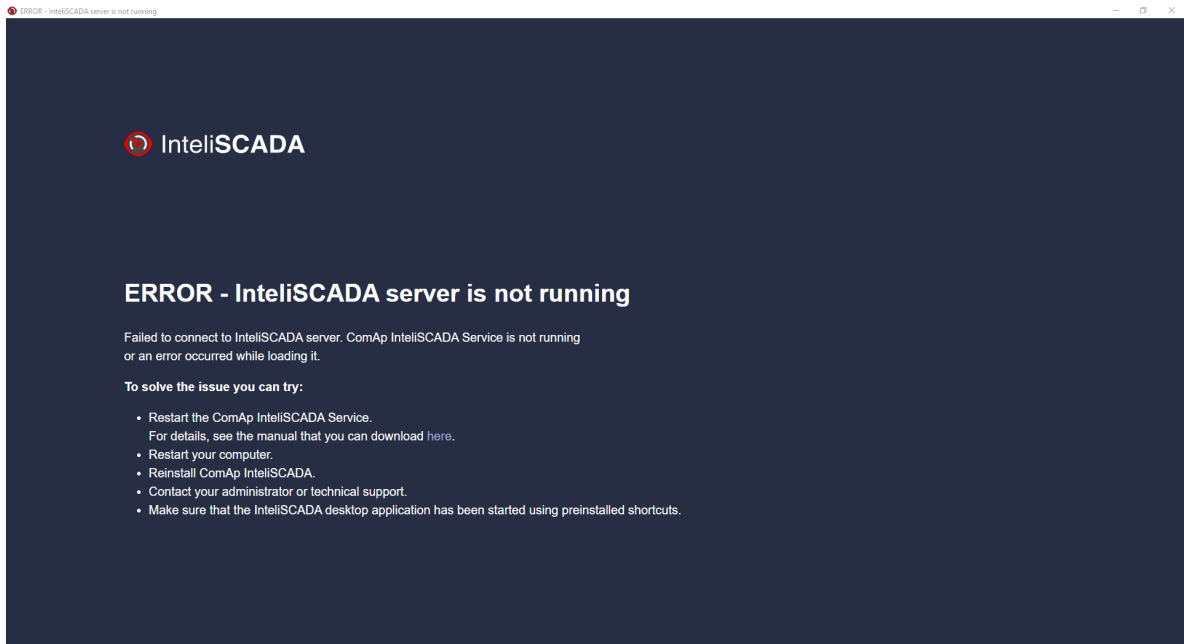 ERROR - InteliSCADA server is not running
InteliSCADA
ERROR - InteliSCADA server is not running
Failed to connect to InteliSCADA server. ComAp InteliSCADA Service is not running
or an error occurred while loading it.
To solve the issue you can try:
• Restart the ComAp InteliSCADA Service.
For details, see the manual that you can download here.
• Restart your computer.
• Reinstall ComAp InteliSCADA.
• Contact your administrator or technical support.
• Make sure that the InteliSCADA desktop application has been started using preinstalled shortcuts.